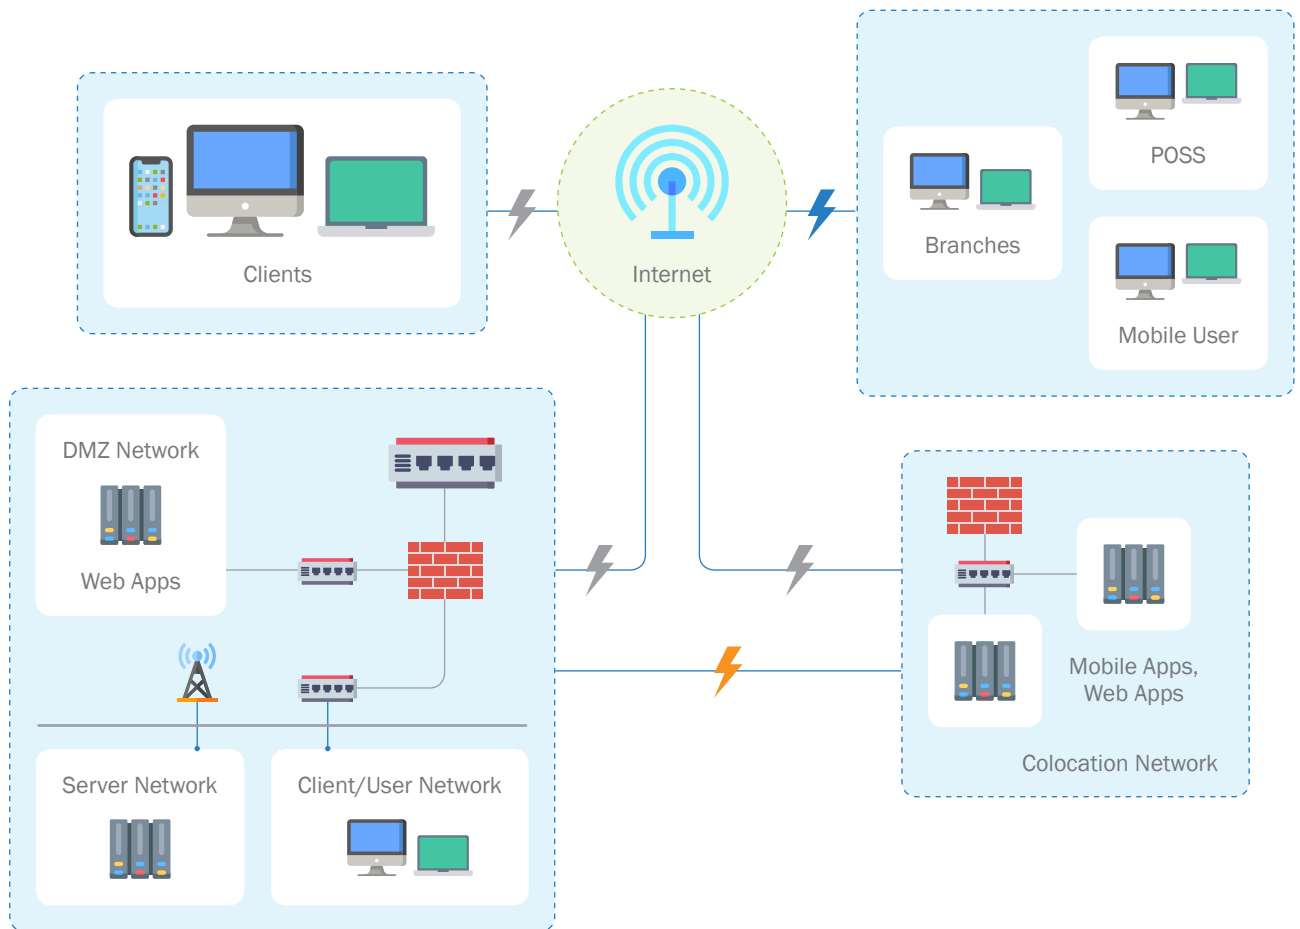 Clients
Internet
Branches
POSS
Mobile User
DMZ Network
Web Apps
Server Network
Client/User Network
Mobile Apps,
Web Apps
Colocation Network